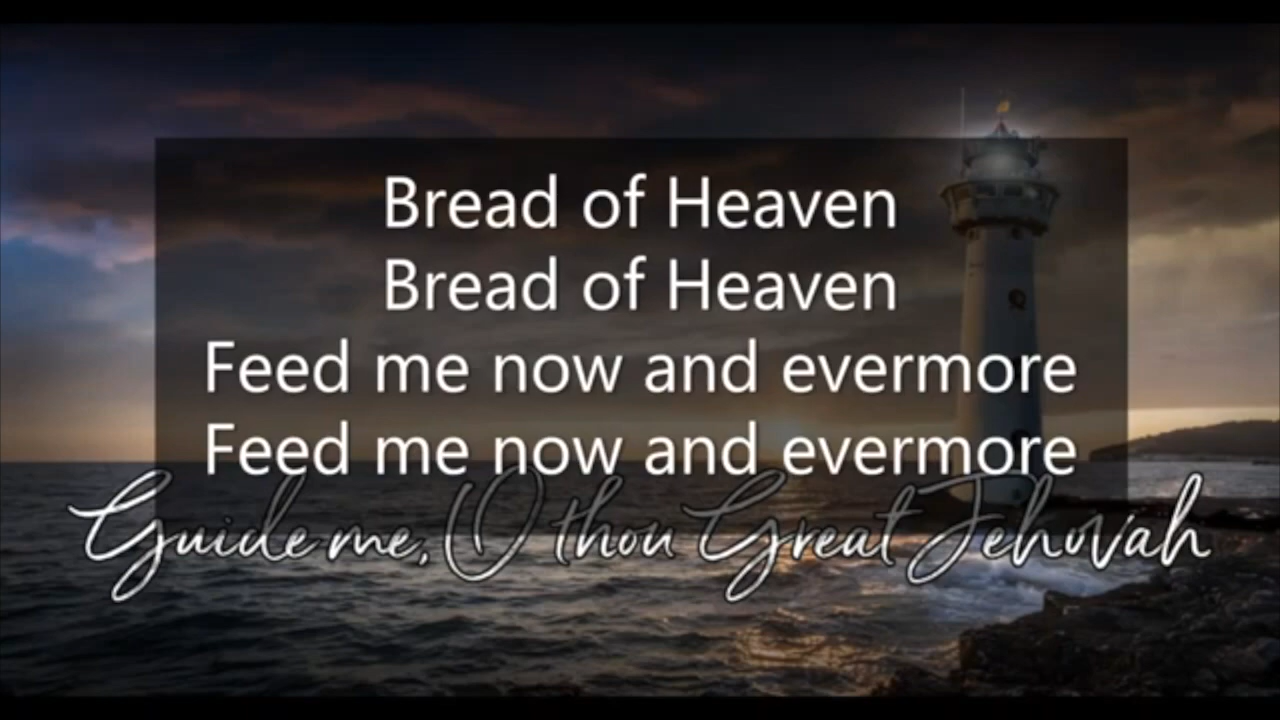 Bread of Heaven
Bread of Heaven
Feed me now and evermore
Feed me now and evermore
Guide me, O thou Great Jehovah